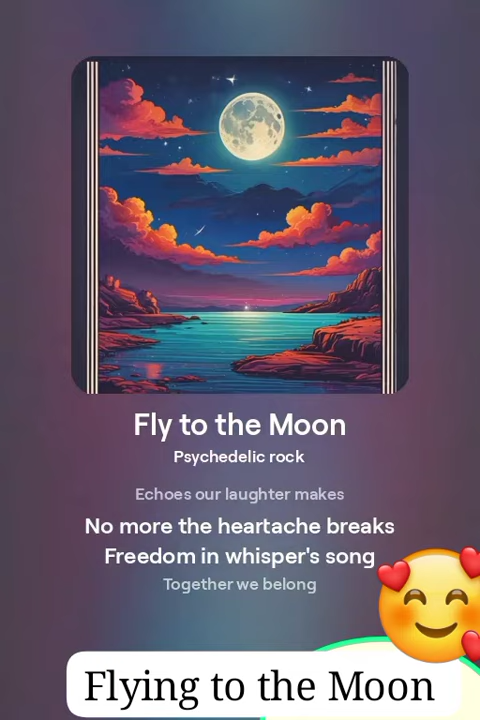 Fly to the Moon
Psychedelic rock
Echoes our laughter makes
No more the heartache breaks
Freedom in whisper's song
Together we belong
Flying to the Moon